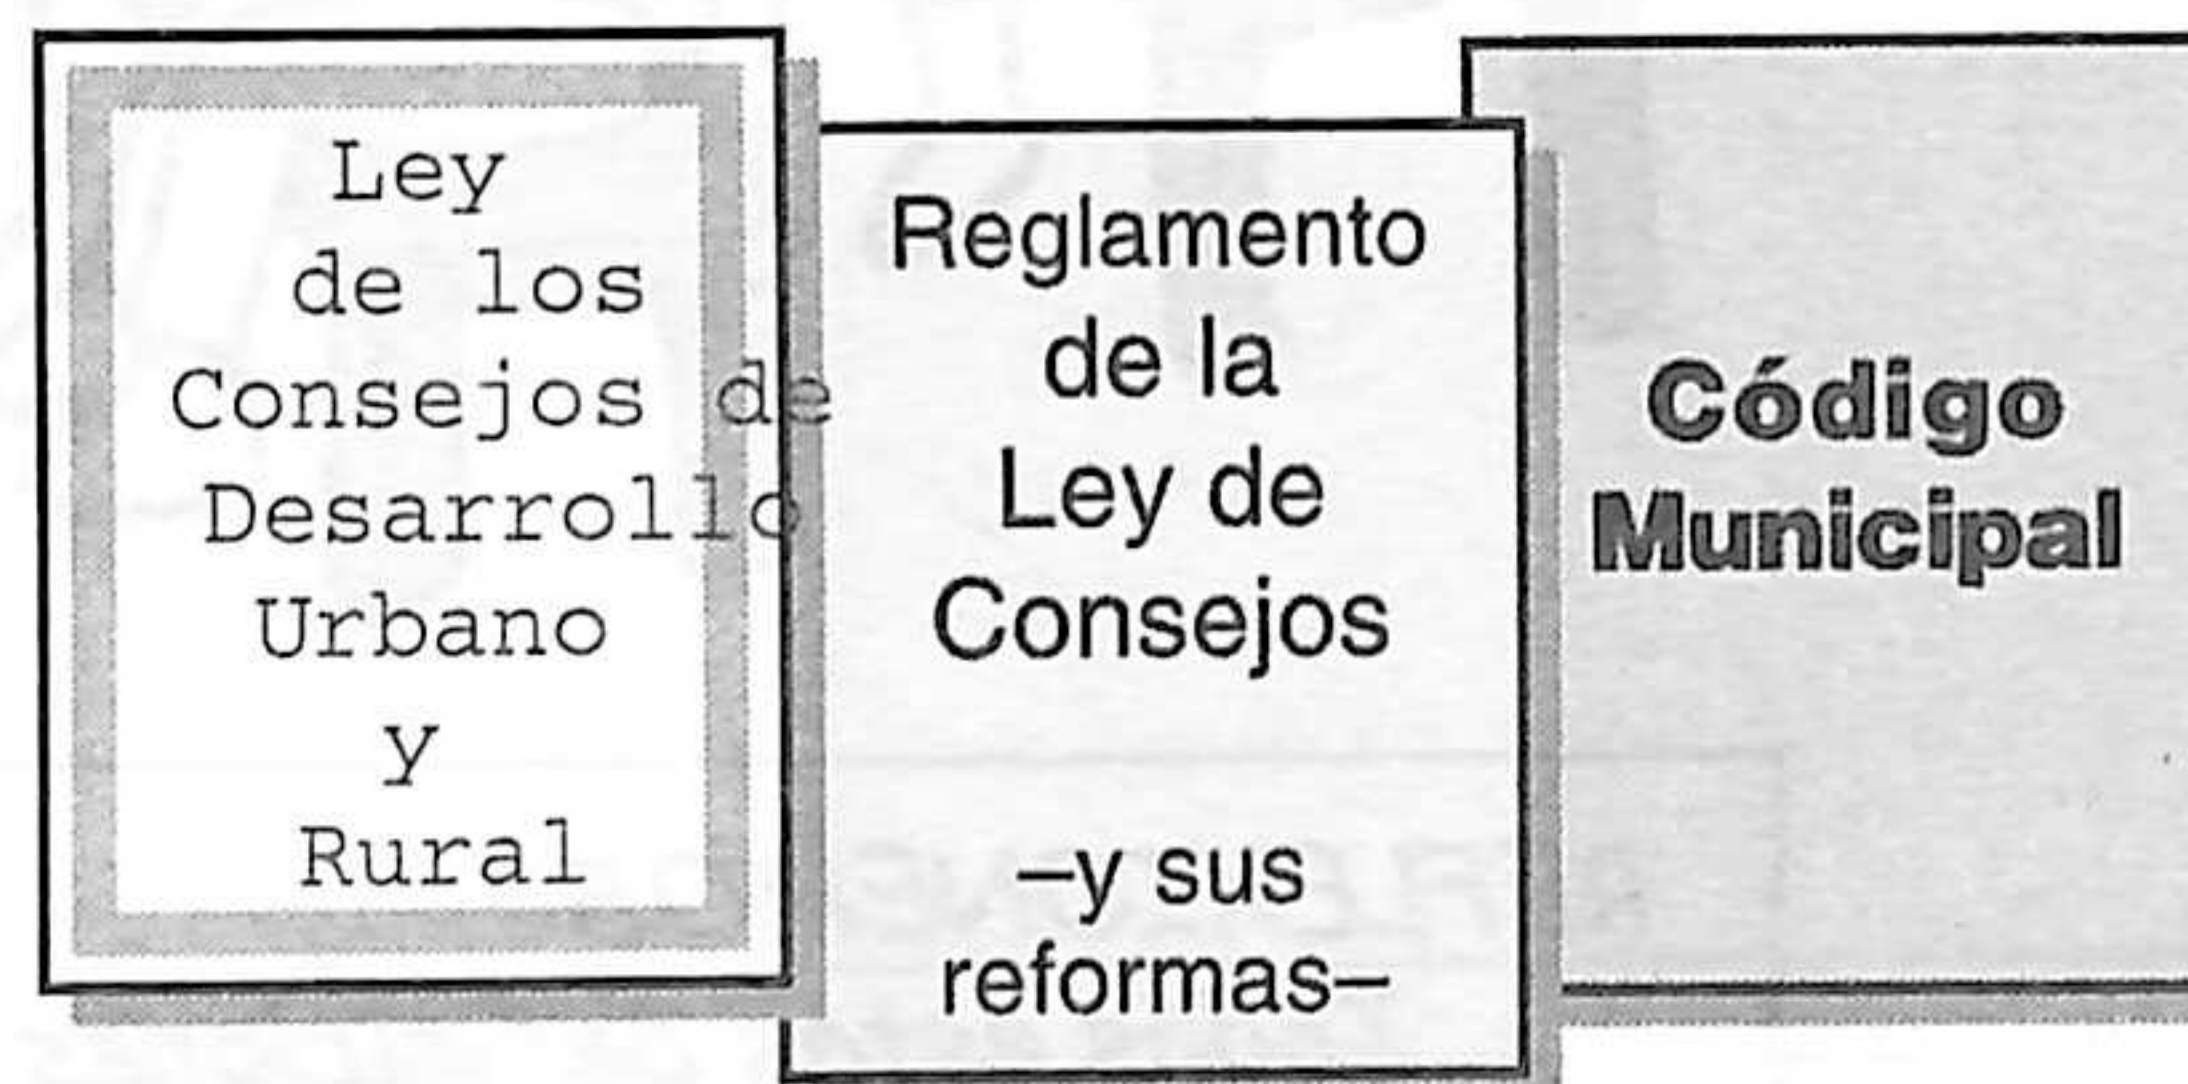 Ley
de los
Consejos de
Desarrollo
Urbano
y
Rural
Reglamento
de la
Ley de
Consejos
–y sus
reformas–
Código
Municipal